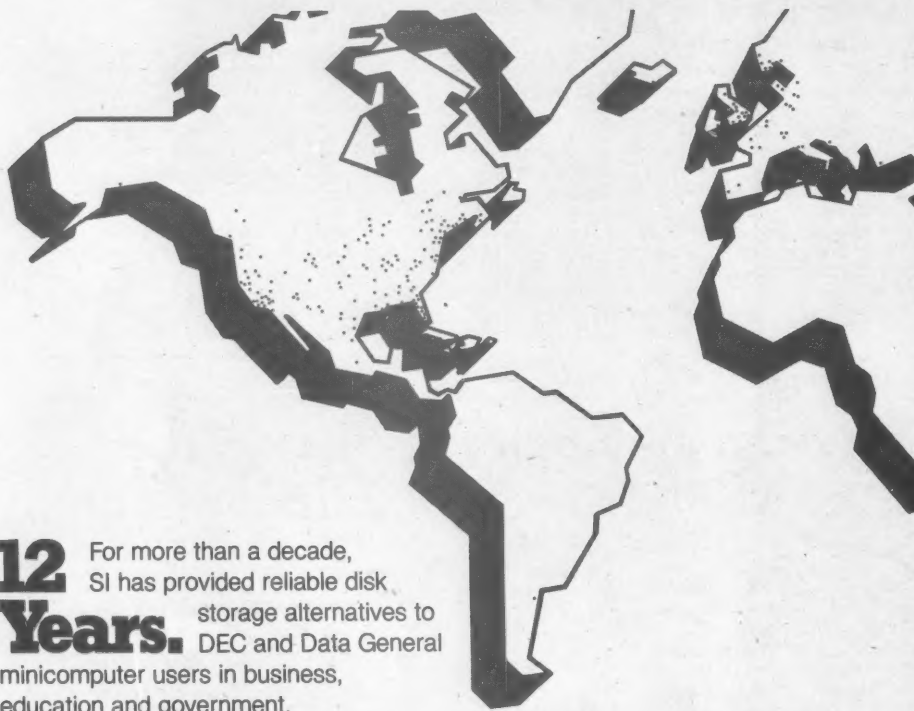 12 For more than a decade,
SI has provided reliable disk
Years. storage alternatives to
DEC and Data General
minicomputer users in business,
education and government.